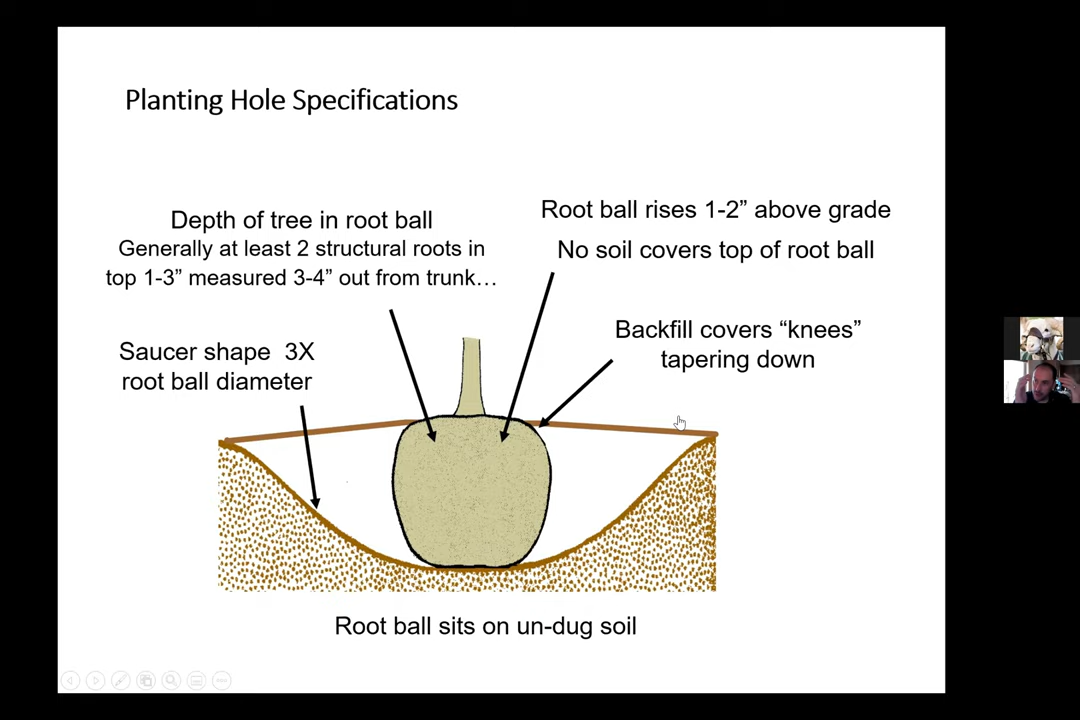 Planting Hole Specifications
Depth of tree in root ball
Generally at least 2 structural roots in
top 1-3” measured 3-4” out from trunk…
Root ball rises 1-2” above grade
No soil covers top of root ball
Backfill covers “knees”
tapering down
Saucer shape 3X
root ball diameter
Root ball sits on un-dug soil